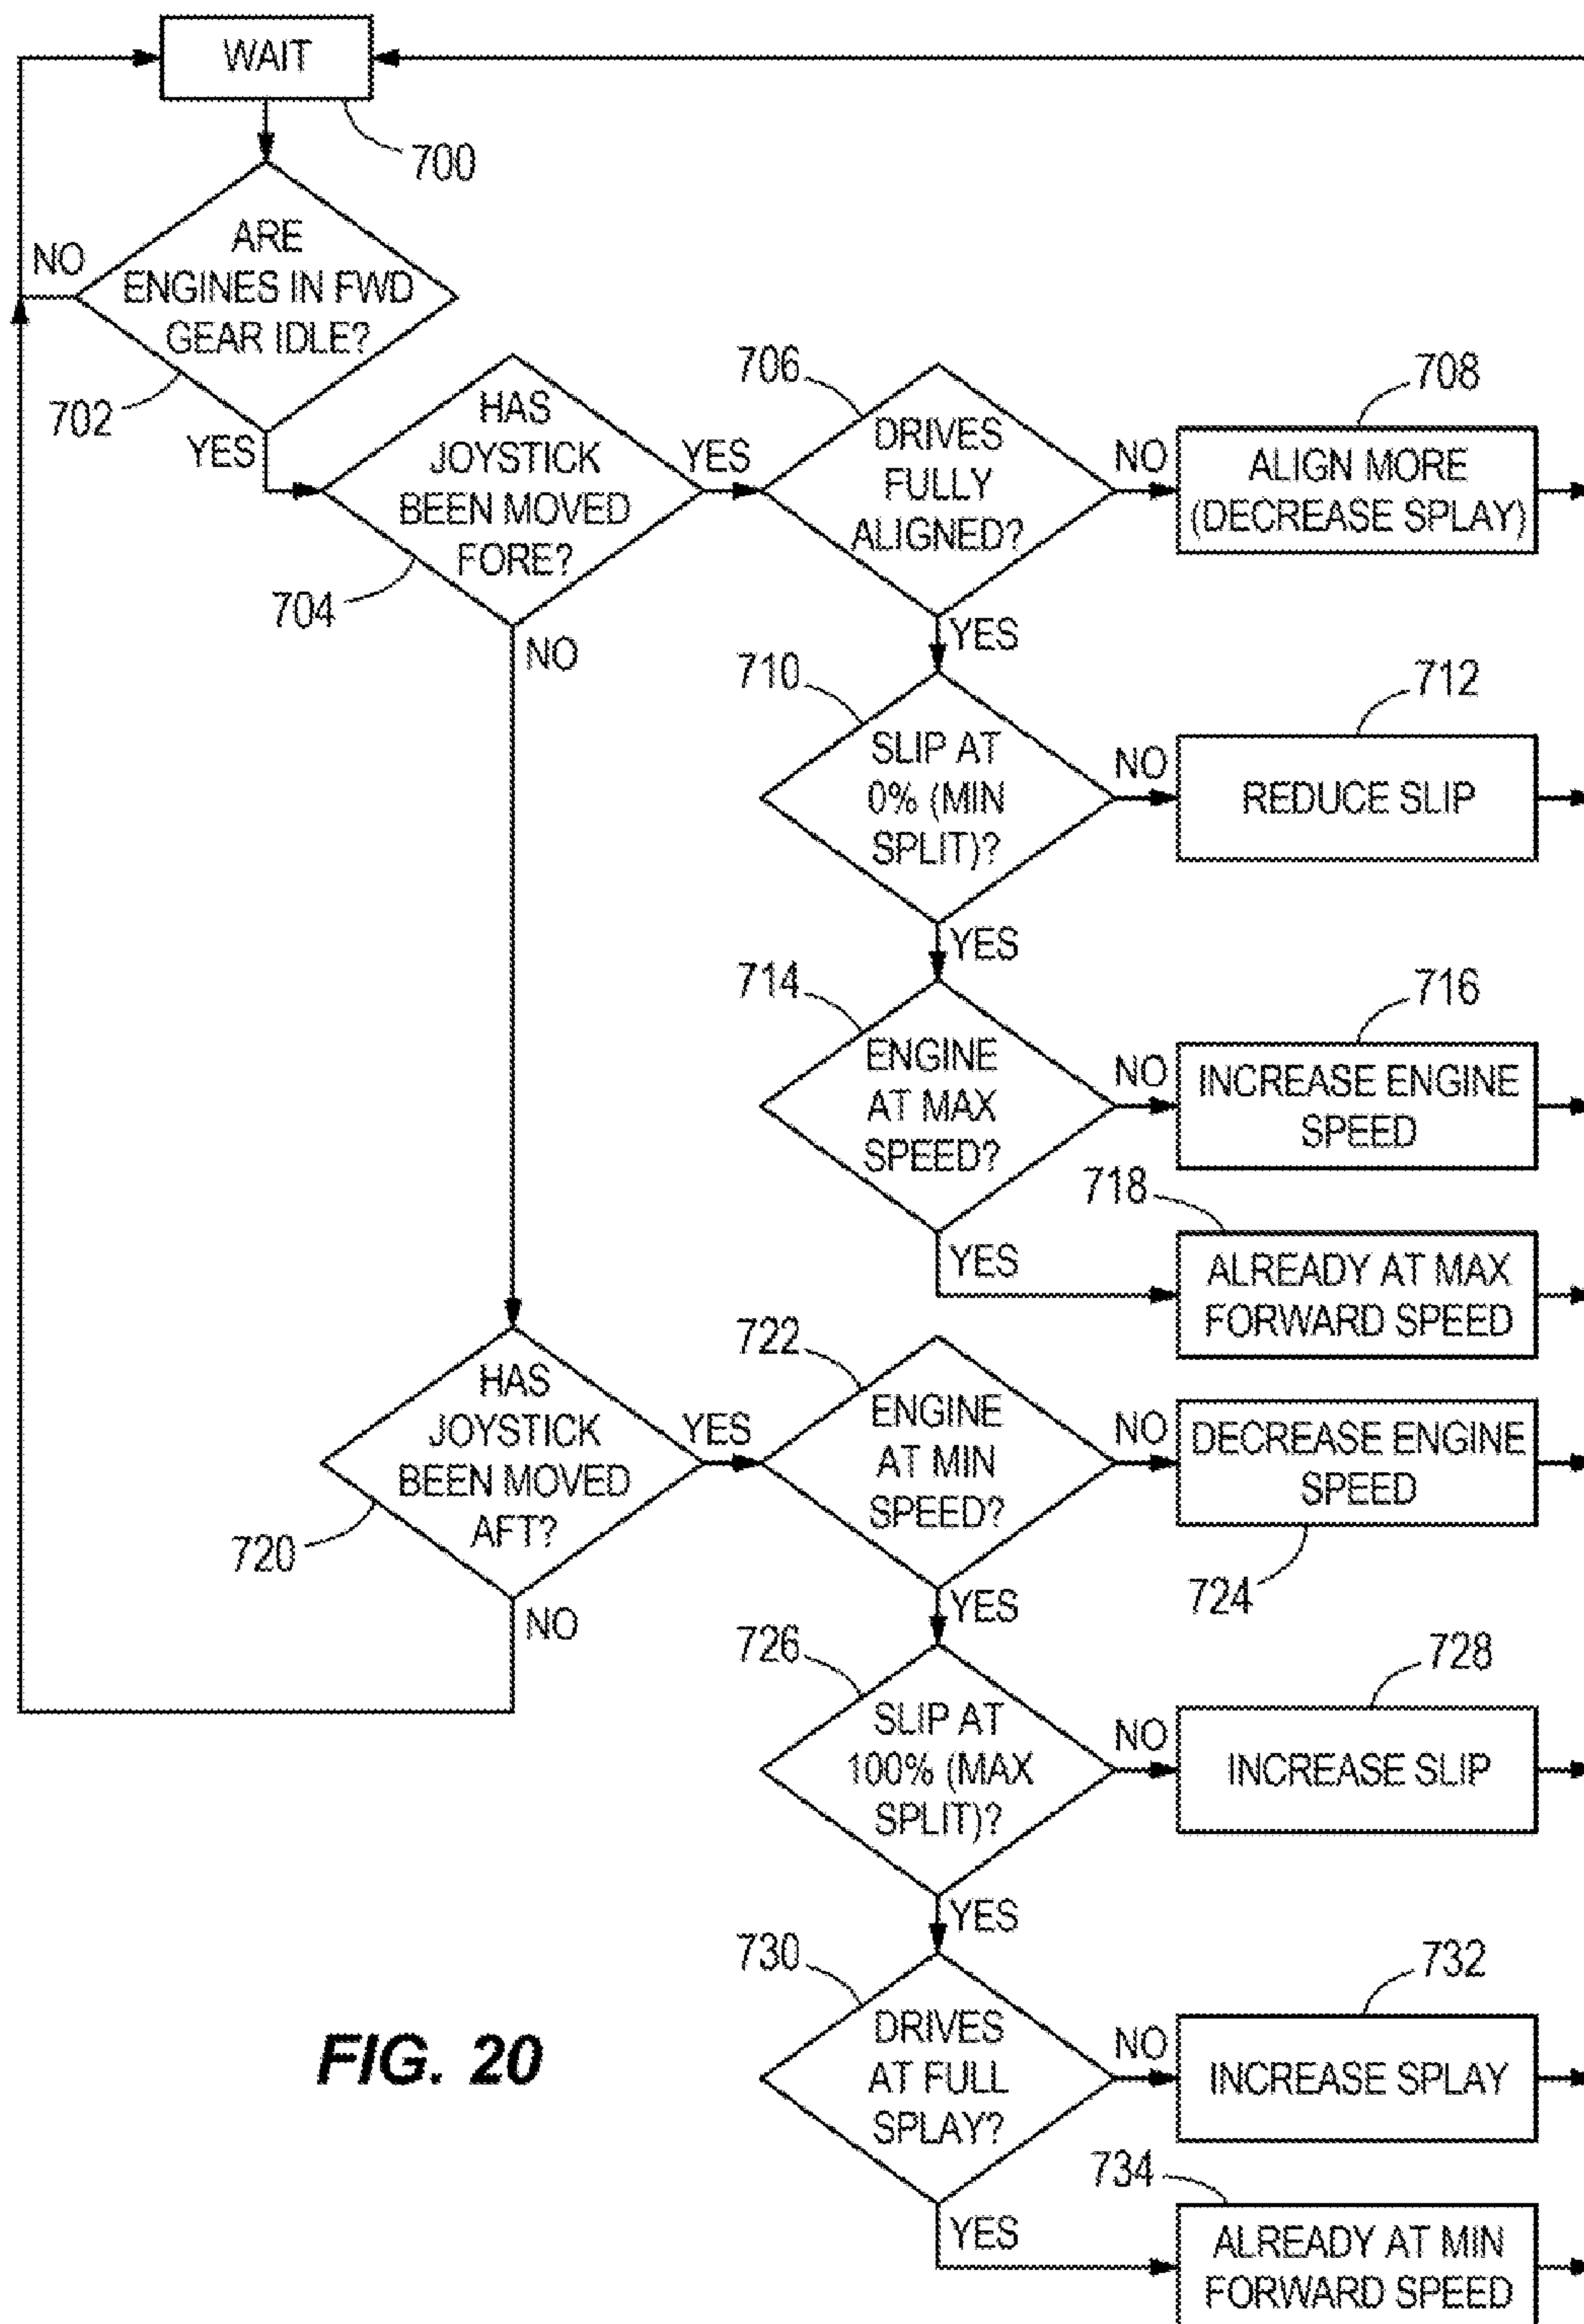 WAIT
700
ARE
ENGINES IN FWD
GEAR IDLE?
NO
702
YES
HAS
JOYSTICK
BEEN MOVED
FORE?
704
YES
NO
706
DRIVES
FULLY
ALIGNED?
NO
YES
708
ALIGN MORE
(DECREASE SPLAY)
710
SLIP AT
0% (MIN
SPLIT)?
NO
YES
712
REDUCE SLIP
714
ENGINE
AT MAX
SPEED?
NO
YES
716
INCREASE ENGINE
SPEED
718
ALREADY AT MAX
FORWARD SPEED
HAS
JOYSTICK
BEEN MOVED
AFT?
720
YES
NO
722
ENGINE
AT MIN
SPEED?
NO
YES
DECREASE ENGINE
SPEED
724
726
SLIP AT
100% (MAX
SPLIT)?
NO
YES
728
INCREASE SLIP
730
DRIVES
AT FULL
SPLAY?
NO
YES
732
INCREASE SPLAY
734
ALREADY AT MIN
FORWARD SPEED
FIG. 20